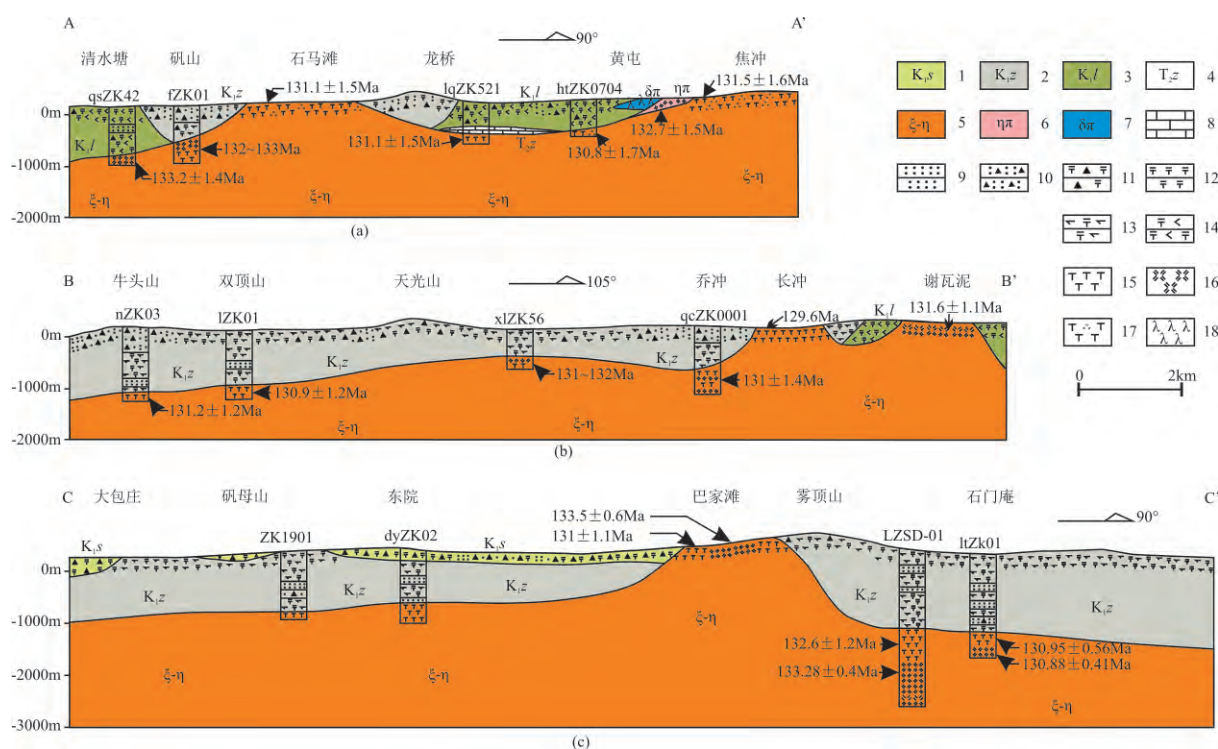 A A'
清水塘 矾山 石马滩 龙桥 90° 黄屯 焦冲
qsZK42 fZK01 K₁z 131.1±1.5Ma lqZK521 K₁l htZK0704 δπ ηπ 131.5±1.6Ma
0m
132.7±1.5Ma
K₁l 132~133Ma 131.1±1.5Ma T₂z 130.8±1.7Ma
-1000m 133.2±1.4Ma
ξ-η ξ-η ξ-η ξ-η
-2000m
(a)
B B'
牛头山 双顶山 天光山 105° 乔冲 长冲 谢瓦泥
nZK03 lZK01 xlZK56 qcZK0001 129.6Ma K₁l 131.6±1.1Ma
0m
K₁z K₁z K₁z
131~132Ma 131±1.4Ma
-1000m 130.9±1.2Ma
131.2±1.2Ma
ξ-η ξ-η ξ-η
-2000m
(b)
C C'
大包庄 矾母山 东院 巴家滩 雾顶山 石门庵
133.5±0.6Ma
131±1.1Ma
90°
K₁s ZK1901 dyZK02 K₁s LZSD-01 ltZk01
0m
K₁z K₁z K₁z K₁z
-1000m
ξ-η
132.6±1.2Ma 130.95±0.56Ma
130.88±0.41Ma
-2000m ξ-η ξ-η 133.28±0.4Ma ξ-η
-3000m
(c)
K₁s 1 K₁z 2 K₁l 3 T₂z 4
ξ-η 5 ηπ 6 δπ 7 8
9 10 11 12
13 14
15 16
17 18
0 2km